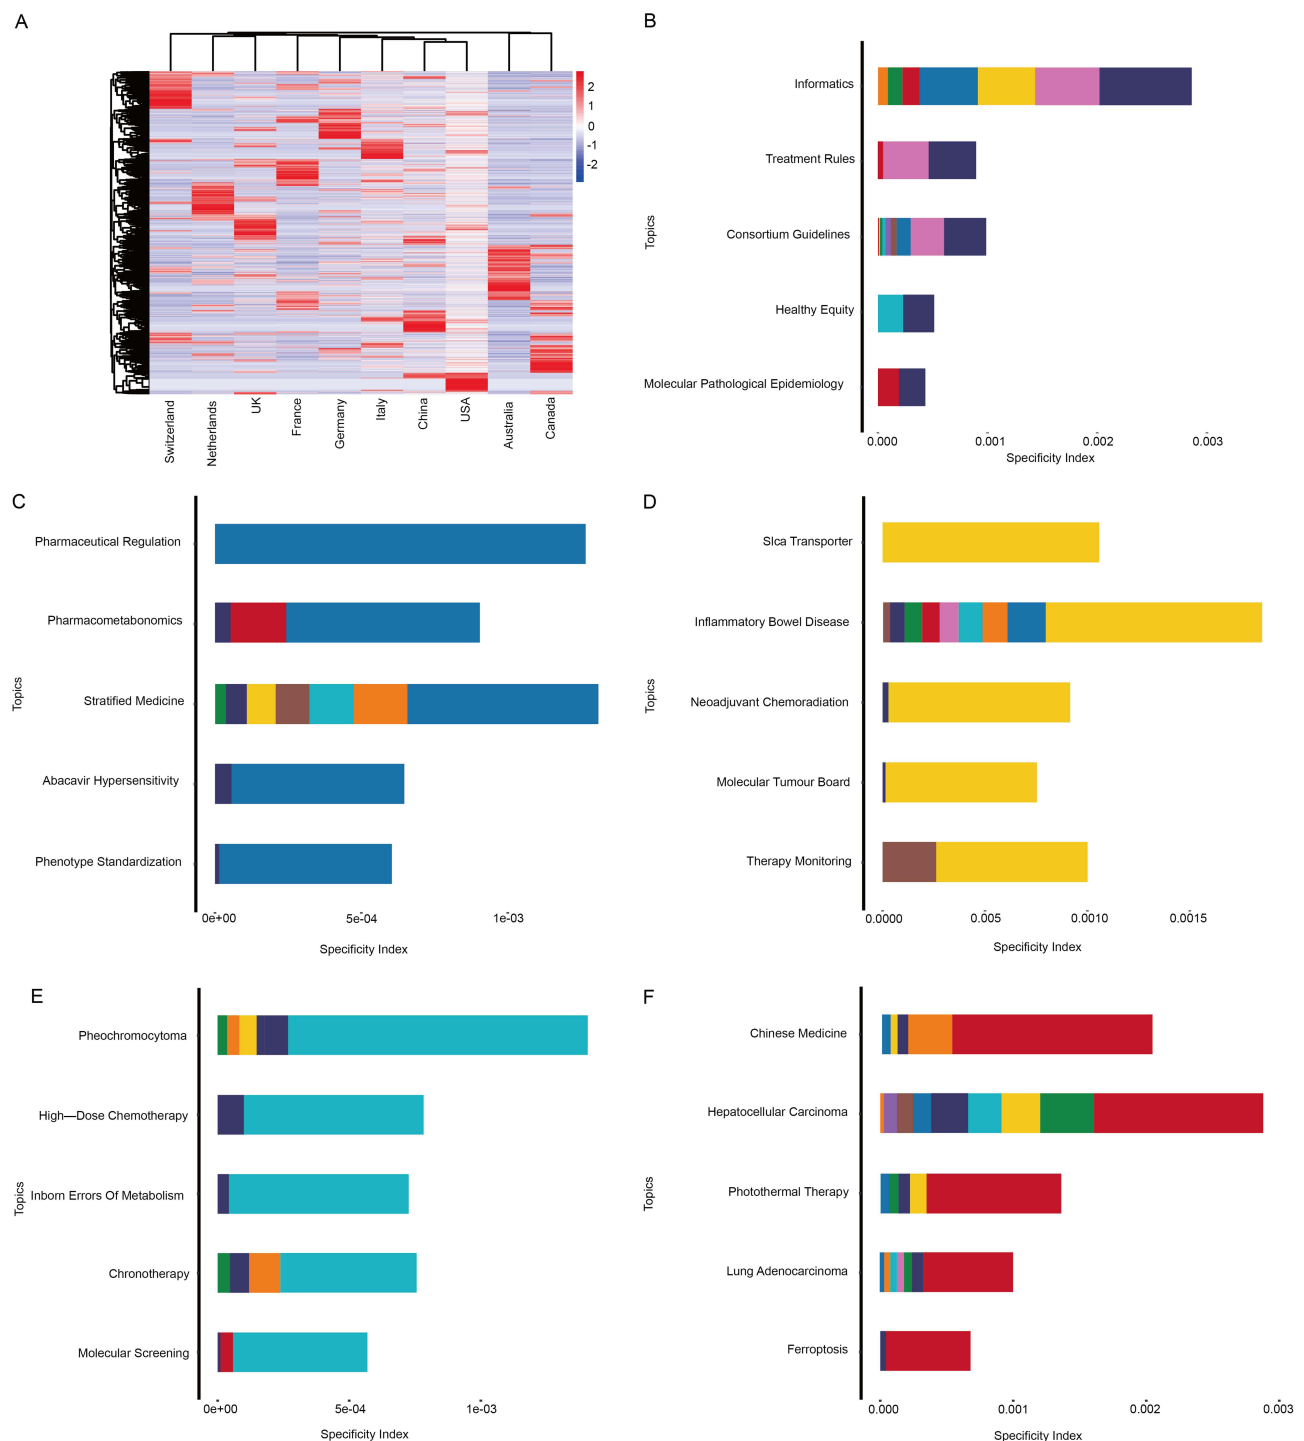 A
2
1
0
-1
-2
Switzerland
Netherlands
UK
France
Germany
Italy
China
USA
Australia
Canada
B
Topics
Informatics
Treatment Rules
Consortium Guidelines
Healthy Equity
Molecular Pathological Epidemiology
0.000 0.001 0.002 0.003
Specificity Index
C
Topics
Pharmaceutical Regulation
Pharmacometabonomics
Stratified Medicine
Abacavir Hypersensitivity
Phenotype Standardization
0e+00 5e-04 1e-03
Specificity Index
D
Topics
Slca Transporter
Inflammatory Bowel Disease
Neoadjuvant Chemoradiation
Molecular Tumour Board
Therapy Monitoring
0.0000 0.005 0.0010 0.0015
Specificity Index
E
Topics
Pheochromocytoma
High—Dose Chemotherapy
Inborn Errors Of Metabolism
Chronotherapy
Molecular Screening
0e+00 5e-04 1e-03
Specificity Index
F
Topics
Chinese Medicine
Hepatocellular Carcinoma
Photothermal Therapy
Lung Adenocarcinoma
Ferroptosis
0.000 0.001 0.002 0.003
Specificity Index